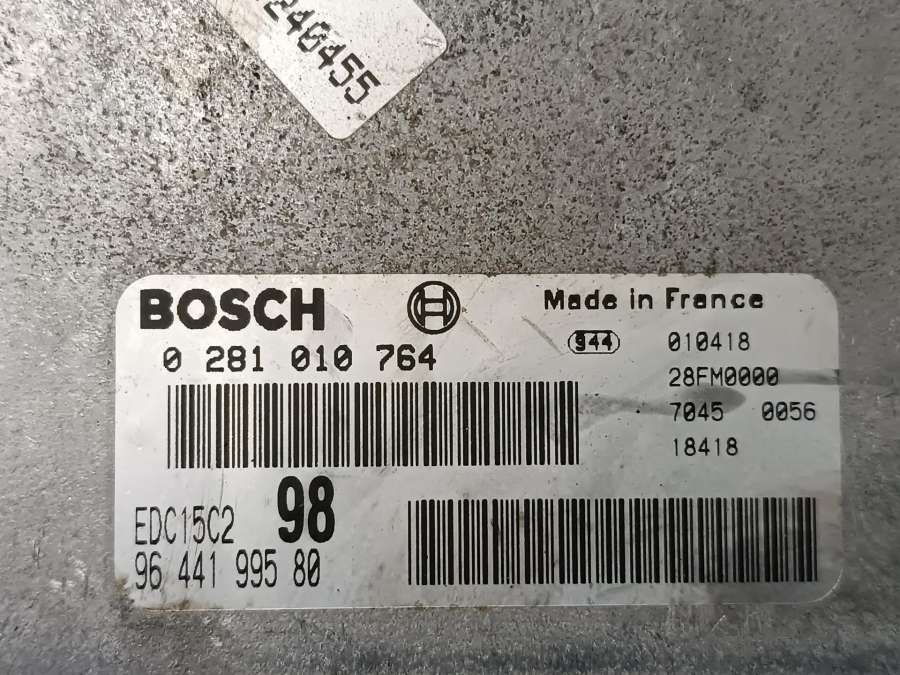 240455
BOSCH
Made in France
0 281 010 764
944
010418
28FM0000
7045 0056
18418
EDC15C2 98
96 441 995 80